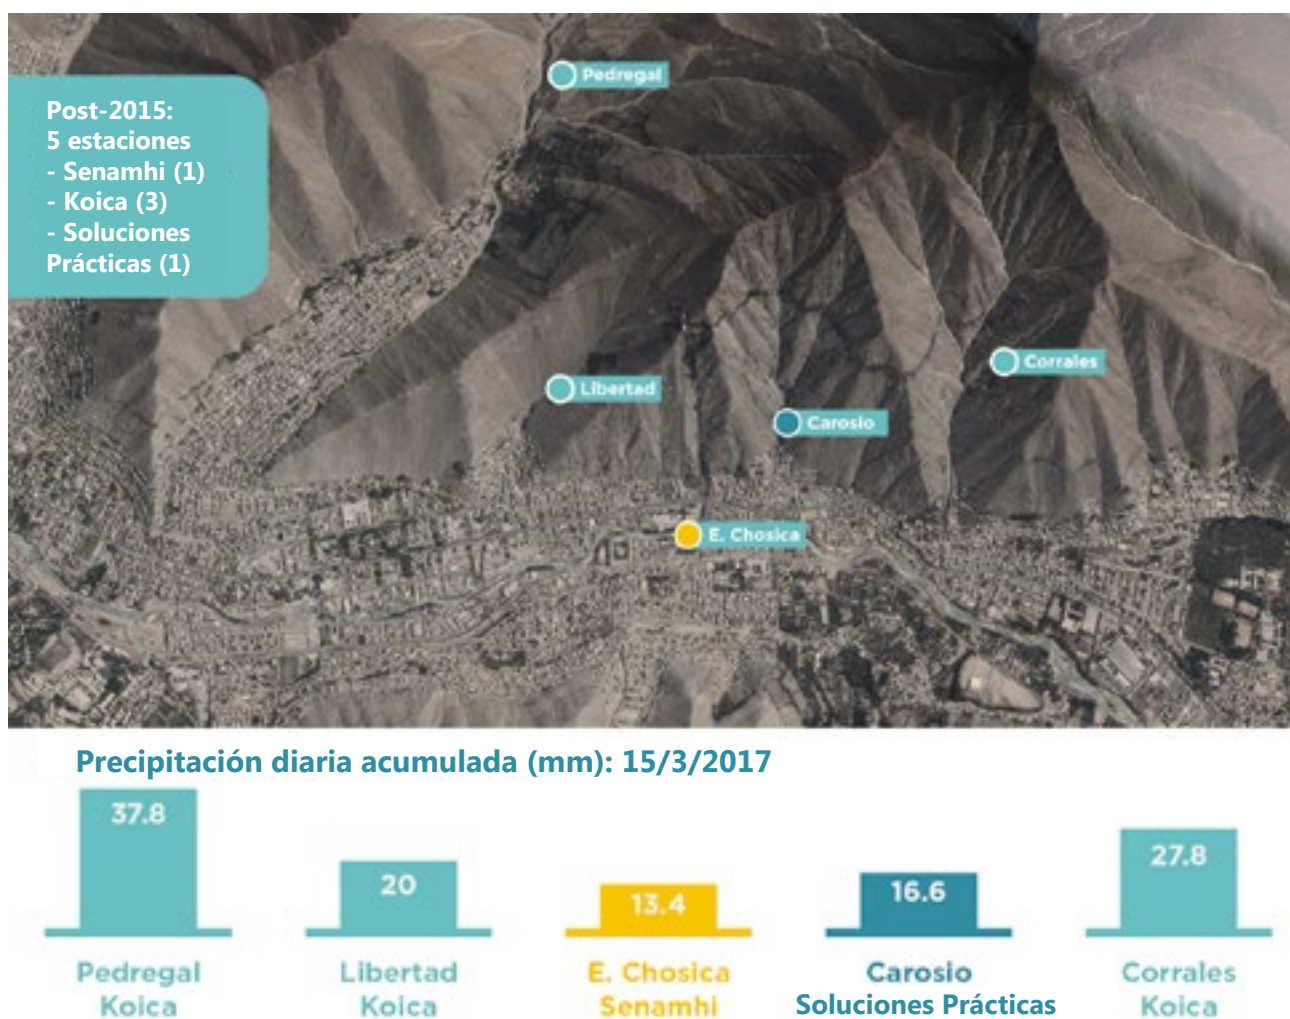 Post-2015:
5 estaciones
- Senamhi (1)
- Koica (3)
- Soluciones
Prácticas (1)
Pedregal
Libertad
Corrales
Carosio
E. Chosica
Precipitación diaria acumulada (mm): 15/3/2017
37.8
20
13.4
16.6
27.8
Pedregal
Koica
Libertad
Koica
E. Chosica
Senamhi
Carosio
Soluciones Prácticas
Corrales
Koica